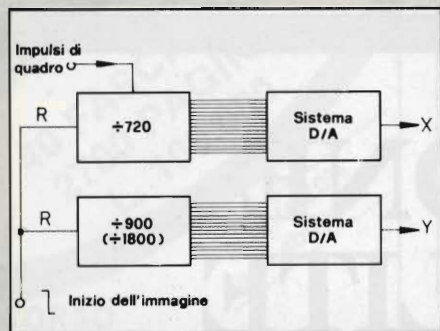 Impulsi di
quadro
R
÷720
Sistema
D/A
X
R
÷900
(÷1800)
Sistema
D/A
Y
Inizio dell'immagine